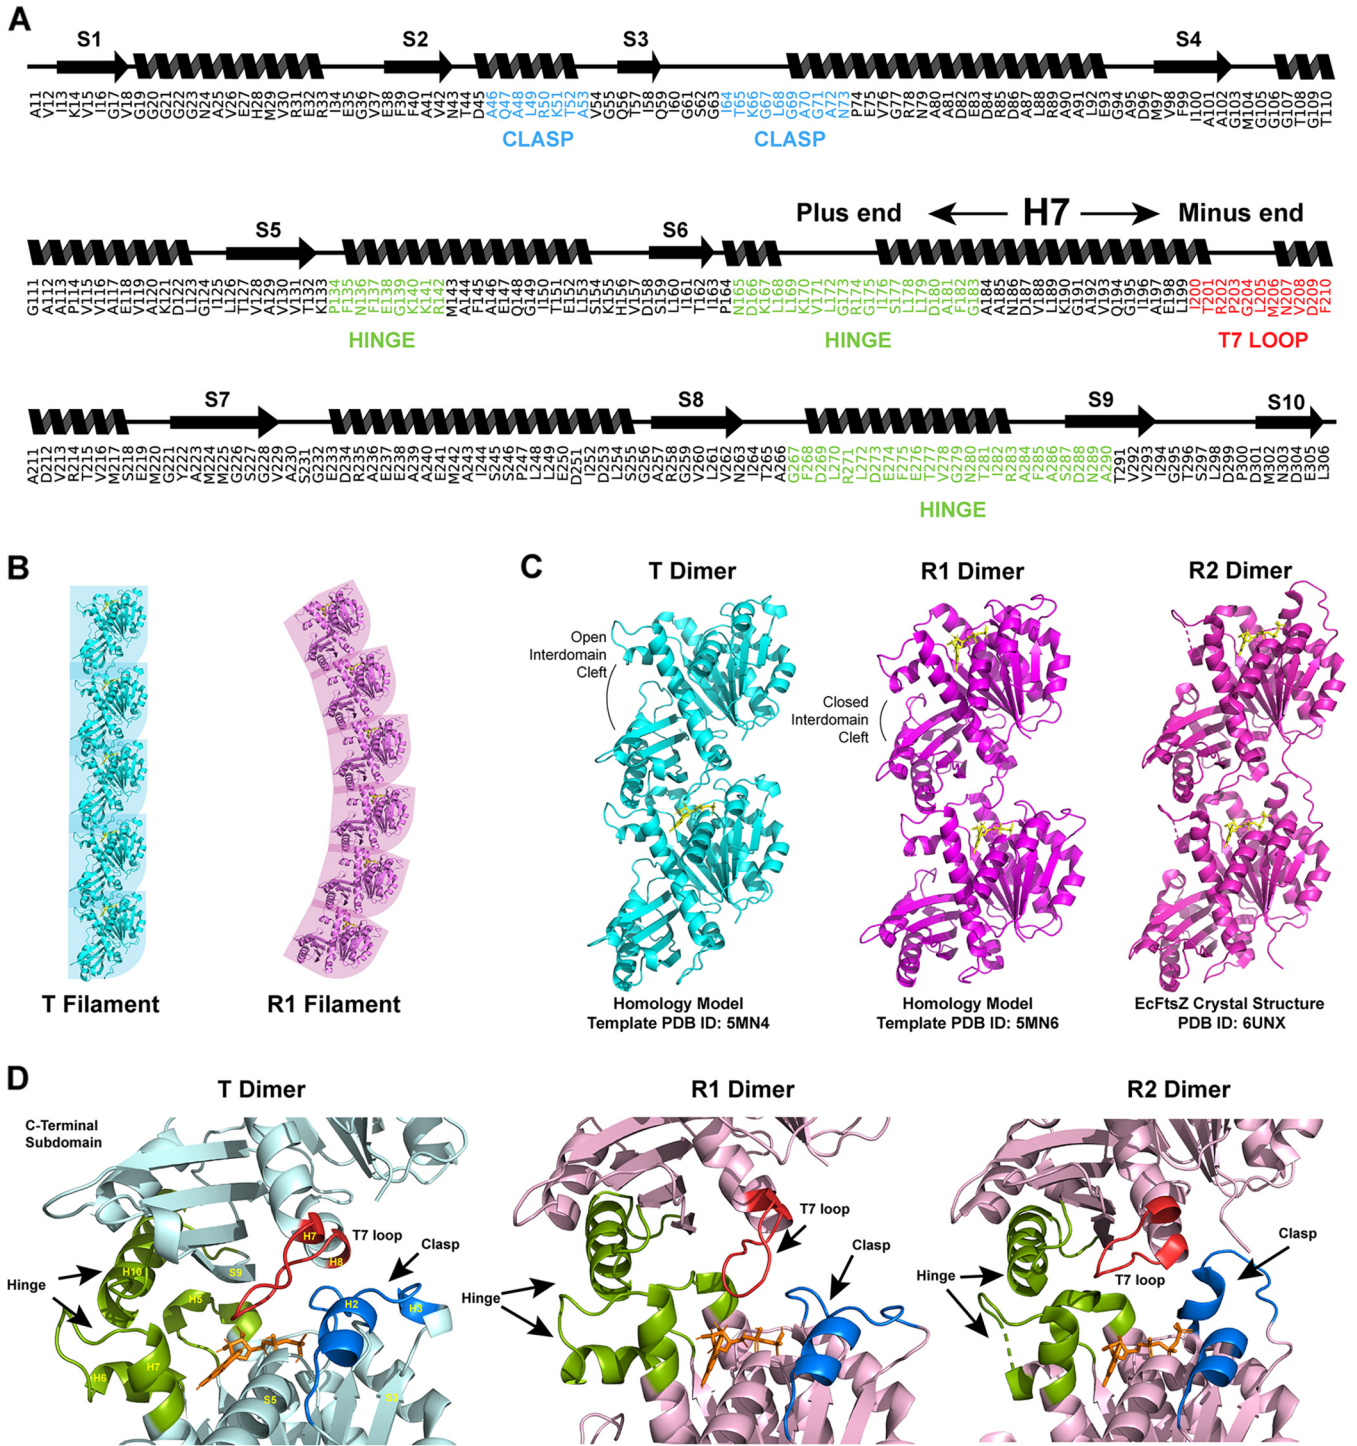 A
S1
S2
S3
S4
A11 V12 I13 K14 V15 I16 G17 V18 G19 G20 G21 G22 G23 N24 A25 V26 E27 H28 M29 V30 R31 E32 R33 I34 E35 G36 V37 E38 F39 F40 A41 V42 N43 T44 D45 A46 Q47 A48 L49 R50 K51 T52 A53 V54 G55 Q56 T57 I58 Q59 I60 G61 S62 G63 I64 T65 K66 G67 L68 G69 A70 G71 A72 N73 P74 E75 V76 G77 R78 N79 A80 A81 D82 E83 D84 R85 D86 A87 L88 R89 A90 A91 L92 E93 G94 A95 D96 M97 V98 F99 I100 A101 A102 G103 M104 G105 G106 G107 T108 G109 T110
CLASP
CLASP
Plus end
H7
Minus end
S5
S6
G111 A112 A113 P114 V115 V116 A117 E118 V119 A120 K121 D122 L123 G124 I125 L126 T127 V128 A129 V130 V131 T132 K133 P134 F135 N136 F137 E138 G139 K140 K141 R142 M143 A144 F145 A146 E147 Q148 G149 I150 T151 E152 L153 S154 K155 H156 V157 D158 S159 L160 I161 T162 I163 P164 N165 D166 K167 L168 L169 K170 V171 L172 G173 R174 G175 I176 S177 L178 L179 D180 A181 F182 G183 A184 A185 N186 D187 V188 L189 K190 G191 A192 V193 Q194 G195 I196 A197 E198 L199 I200 T201 R202 P203 G204 L205 M206 N207 V208 D209 F210
HINGE
HINGE
T7 LOOP
S7
S8
S9
S10
A211 D212 V213 R214 T215 V216 M217 S218 E219 M220 G221 Y222 A223 M224 M225 G226 S227 G228 V229 A230 S231 G232 E233 D234 R235 A236 E237 E238 A239 A240 E241 M242 A243 I244 S245 S246 P247 L248 L249 E250 D251 I252 D253 L254 S255 G256 A257 R258 G259 V260 L261 V262 N263 I264 T265 A266 G267 F268 D269 L270 R271 L272 D273 E274 F275 E276 T277 V278 G279 N280 T281 I282 R283 A284 F285 A286 S287 D288 N289 A290 T291 V292 V293 I294 G295 T296 S297 L298 D299 P300 D301 M302 N303 D304 E305 L306
HINGE
B
T Filament
R1 Filament
C
T Dimer
R1 Dimer
R2 Dimer
Open
Interdomain
Cleft
Closed
Interdomain
Cleft
Homology Model
Template PDB ID: 5MN4
Homology Model
Template PDB ID: 5MN6
EcFtsZ Crystal Structure
PDB ID: 6UNX
D
T Dimer
R1 Dimer
R2 Dimer
C-Terminal
Subdomain
Hinge
T7 loop
Clasp
H7
H8
H10
S9
H5
H2
H3
H7
H6
S5
S3
T7 loop
Clasp
Hinge
T7 loop
Clasp
Hinge